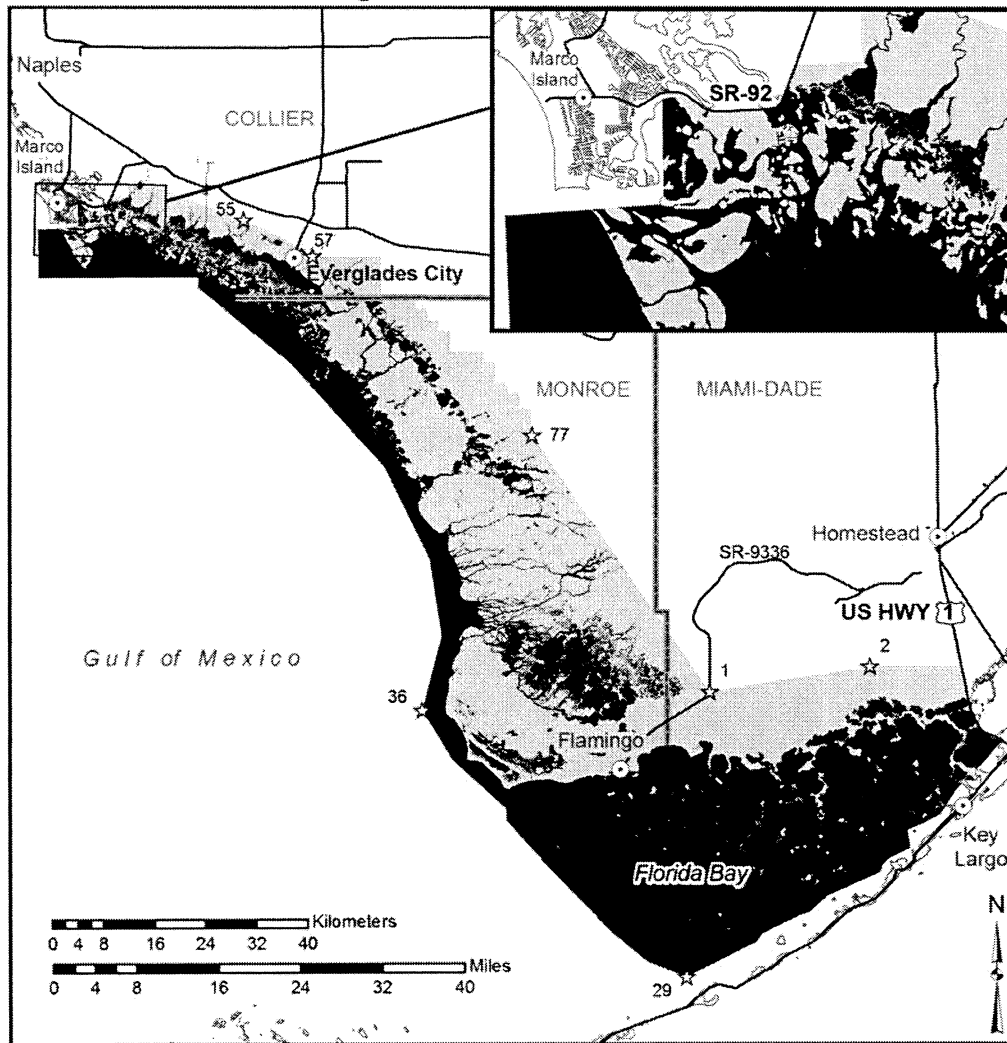 Naples
COLLIER
Marco
Island
55
57
Everglades City
Marco
Island
SR-92
MONROE
MIAMI-DADE
77
Homestead
SR-9336
US HWY 1
2
1
Gulf of Mexico
36
Flamingo
Key
Largo
Florida Bay
N
Kilometers
0 4 8 16 24 32 40
Miles
0 4 8 16 24 32 40
29